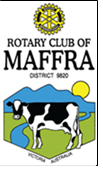 ROTARY CLUB OF
MAFFRA
DISTRICT 9820
VICTORIA AUSTRALIA